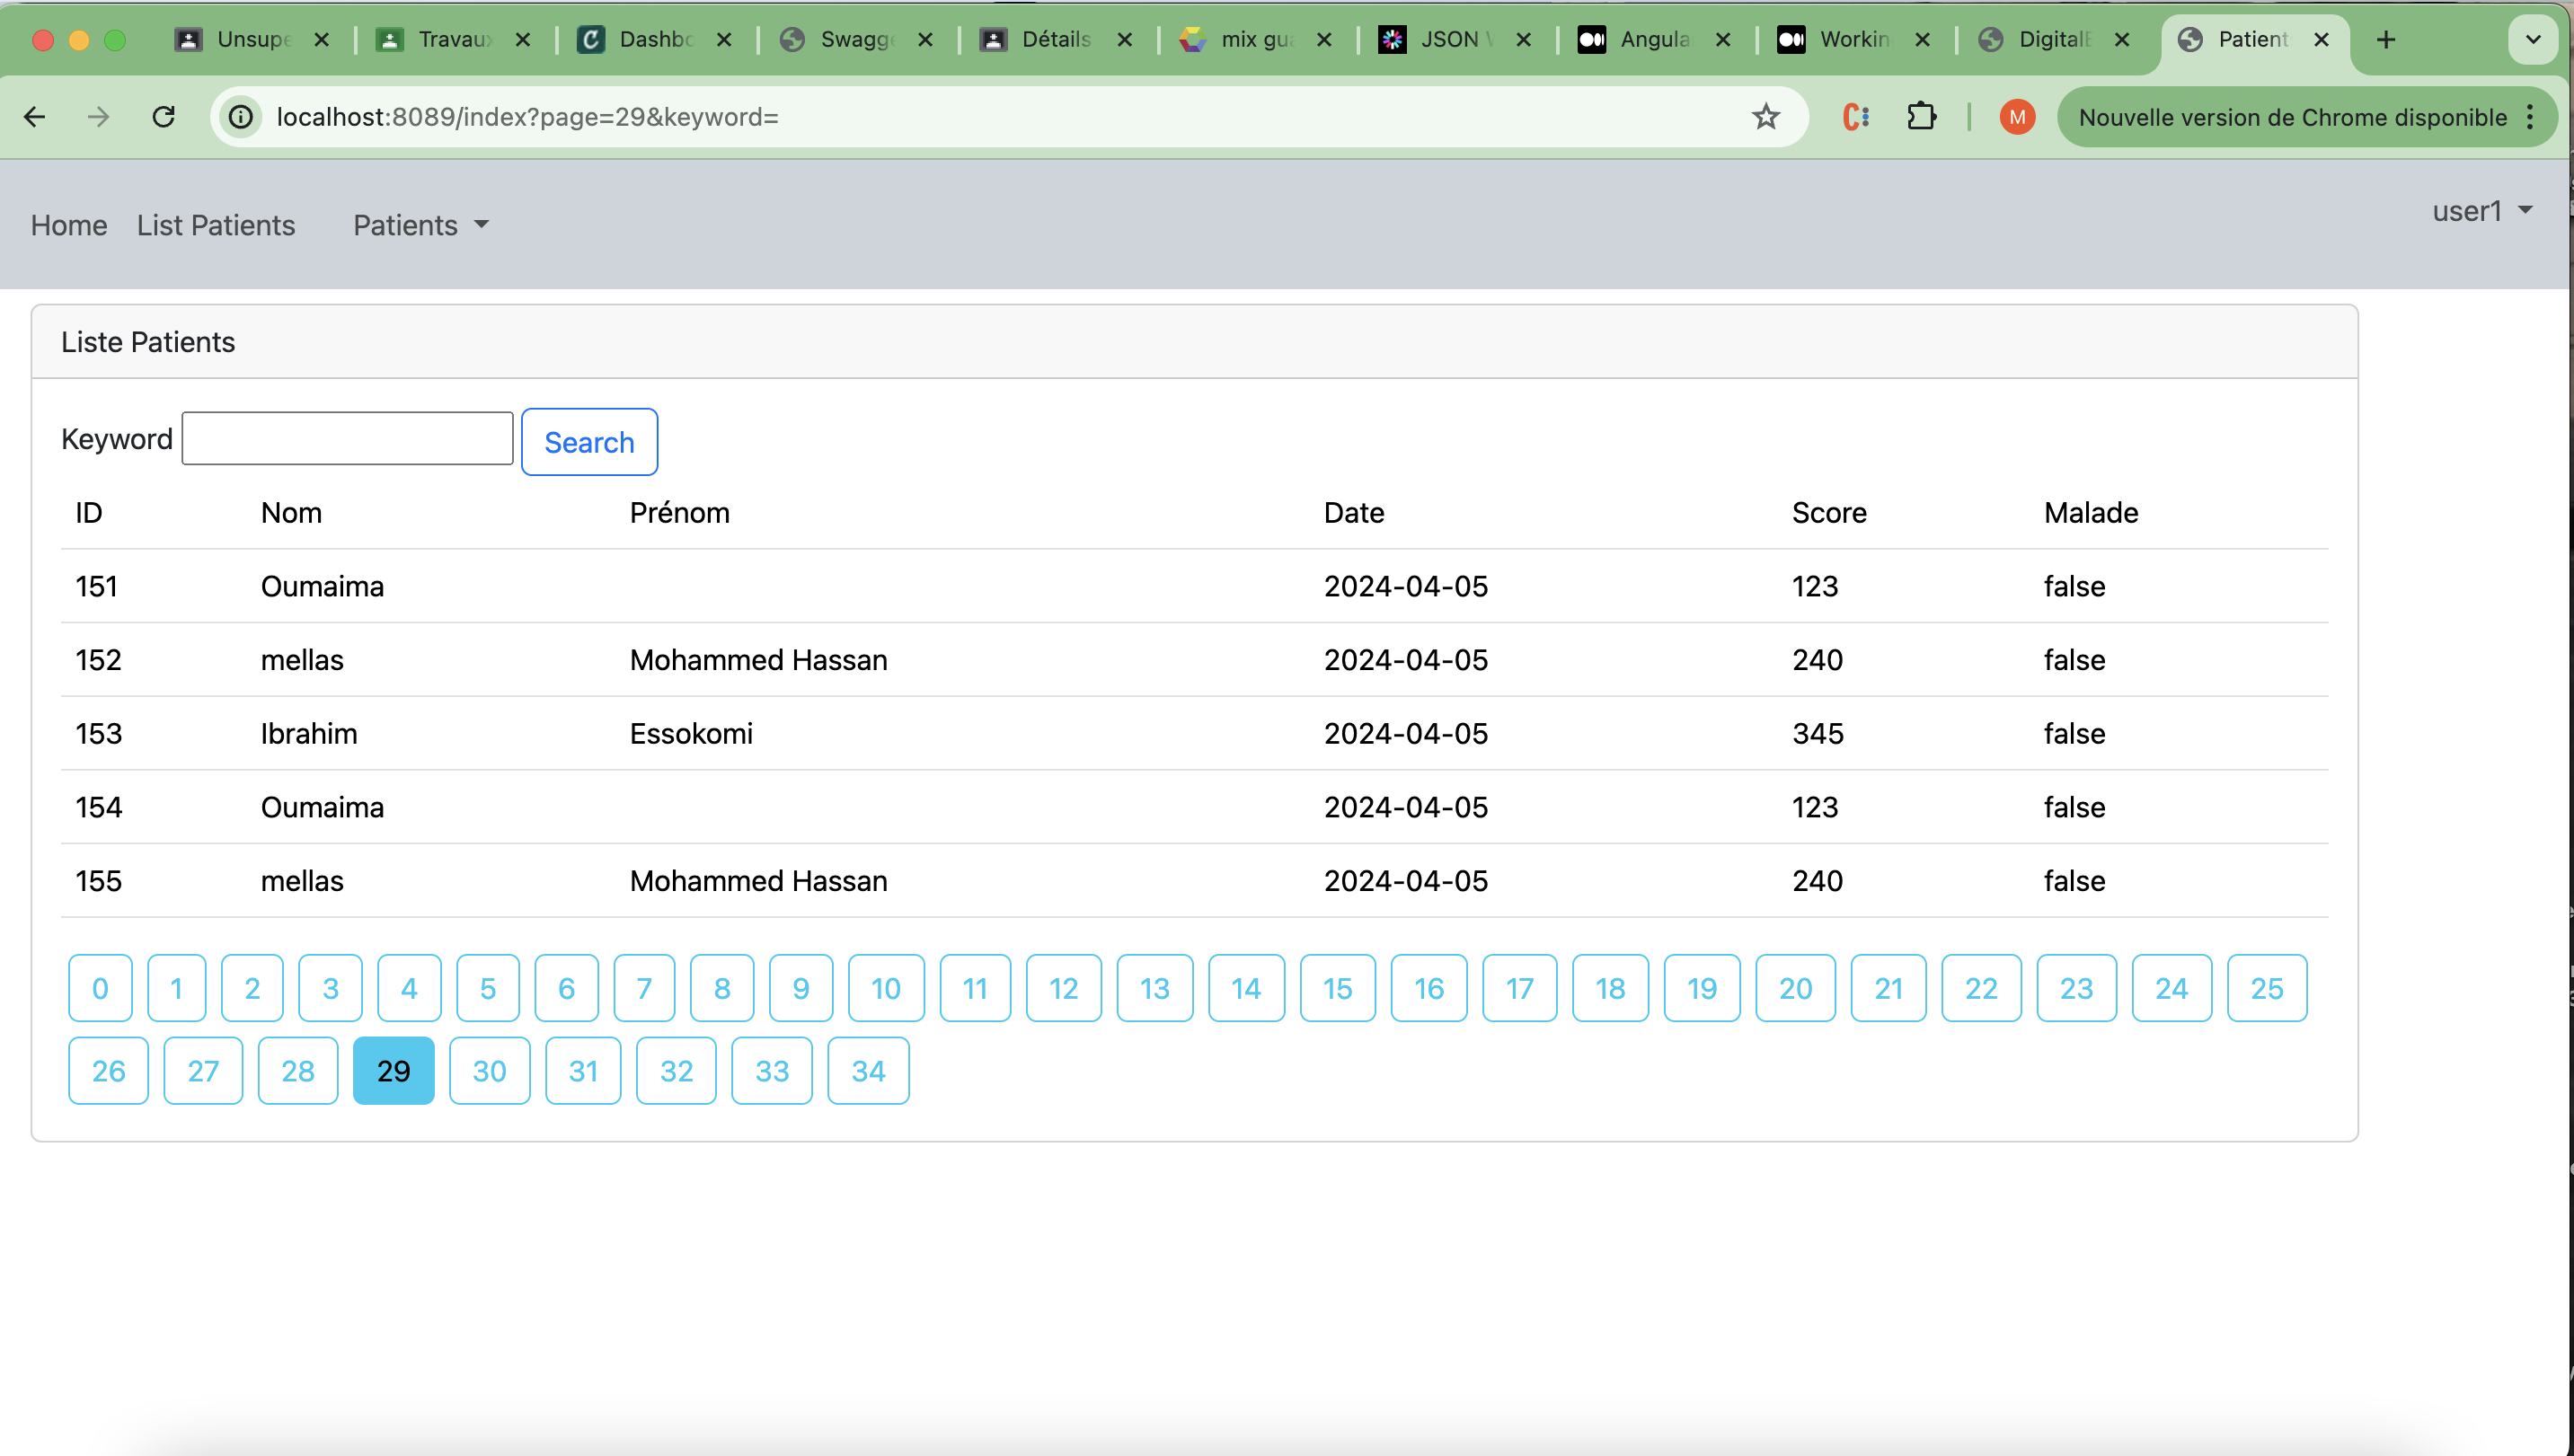 Unsupe Travaux Dashbo Swagge Détails mix gua JSON Angula Workin Digital Patient
localhost:8089/index?page=29&keyword=
M Nouvelle version de Chrome disponible
Home List Patients Patients user1
Liste Patients
Keyword Search
ID Nom Prénom Date Score Malade
151 Oumaima 2024-04-05 123 false
152 mellas Mohammed Hassan 2024-04-05 240 false
153 Ibrahim Essokomi 2024-04-05 345 false
154 Oumaima 2024-04-05 123 false
155 mellas Mohammed Hassan 2024-04-05 240 false
0 1 2 3 4 5 6 7 8 9 10 11 12 13 14 15 16 17 18 19 20 21 22 23 24 25
26 27 28 29 30 31 32 33 34